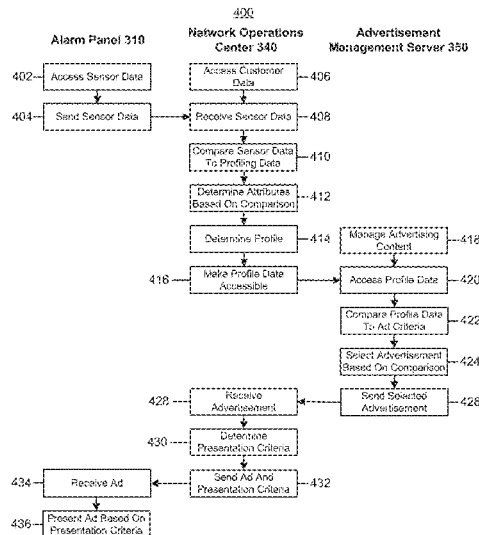 400
Alarm Panel 310
Network Operations
Center 340
Advertisement
Management Server 350
402
Access Sensor Data
Access Customer
Data
406
404
Send Sensor Data
Receive Sensor Data
408
Compare Sensor Data
To Profiling Data
410
Determine Attributes
Based On Comparison
412
Determine Profile
414
Manage Advertising
Content
418
416
Make Profile Data
Accessible
Access Profile Data
420
Compare Profile Data
To Ad Criteria
422
Select Advertisement
Based On Comparison
424
428
Receive
Advertisement
Send Selected
Advertisement
426
430
Determine
Presentation Criteria
434
Receive Ad
Send Ad And
Presentation Criteria
432
436
Present Ad Based On
Presentation Criteria